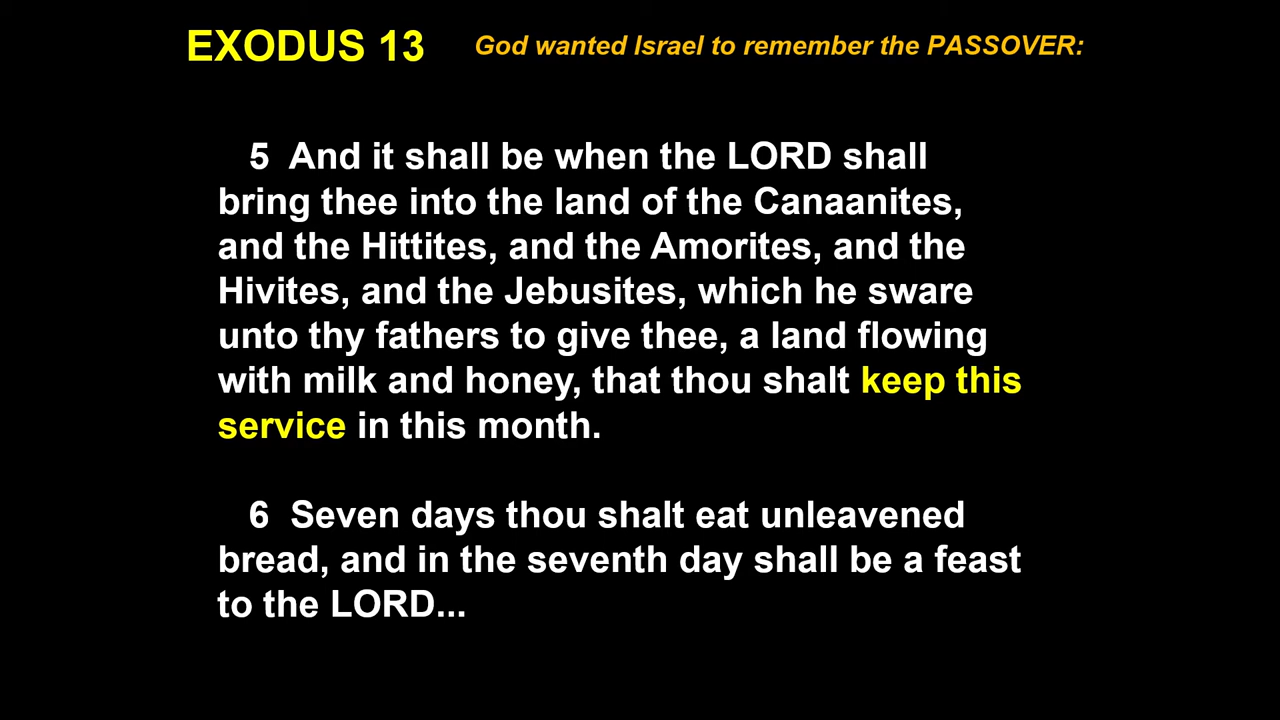 EXODUS 13 God wanted Israel to remember the PASSOVER:
5 And it shall be when the LORD shall
bring thee into the land of the Canaanites,
and the Hittites, and the Amorites, and the
Hivites, and the Jebusites, which he sware
unto thy fathers to give thee, a land flowing
with milk and honey, that thou shalt keep this
service in this month.
6 Seven days thou shalt eat unleavened
bread, and in the seventh day shall be a feast
to the LORD...